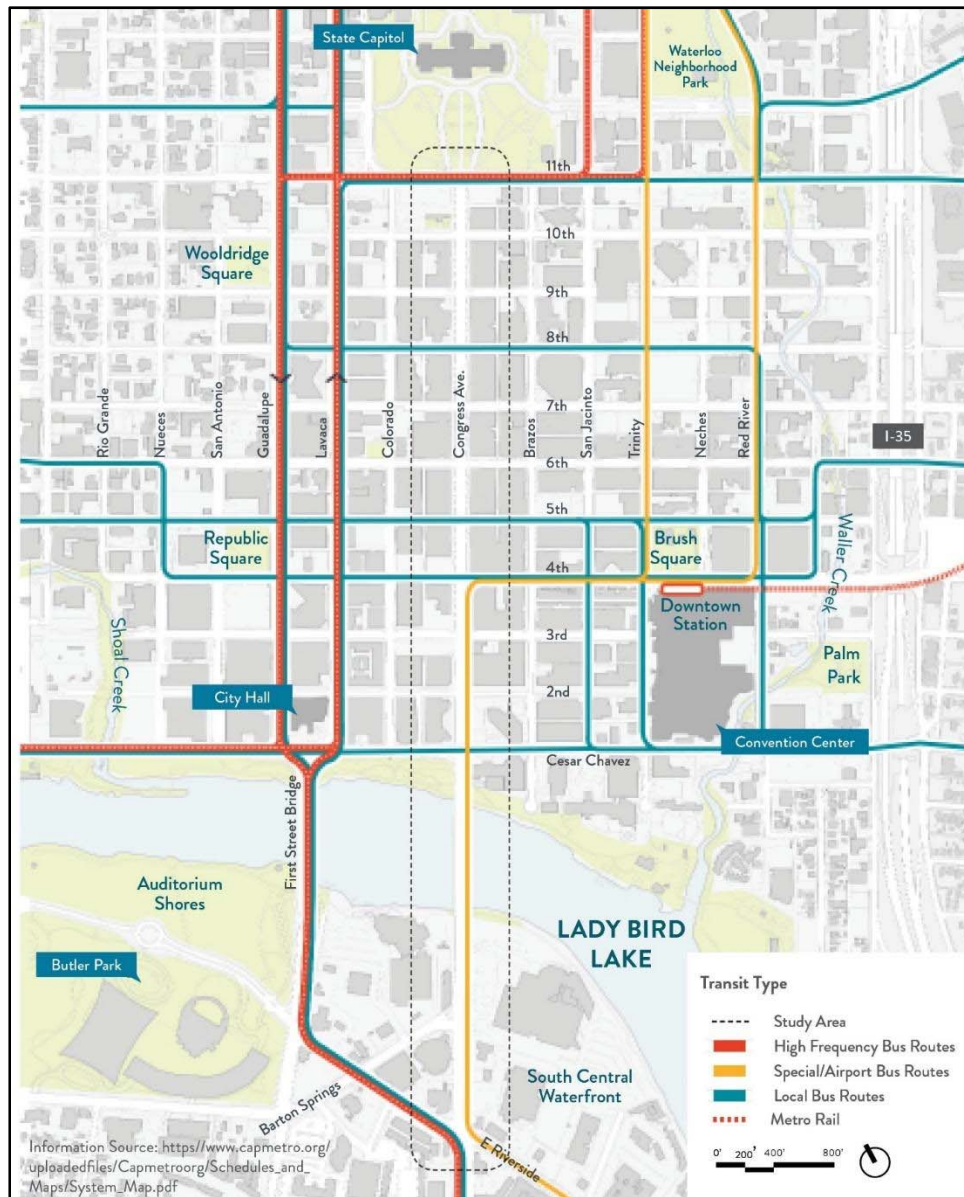 State Capitol
Waterloo
Neighborhood
Park
11th
10th
Wooldridge
Square
9th
8th
7th
Rio Grande
Nueces
San Antonio
Guadalupe
Lavaca
Colorado
Congress Ave.
Brazos
San Jacinto
Trinity
Neches
Red River
I-35
6th
5th
Republic
Square
Brush
Square
4th
Waller Creek
Downtown
Station
Shoal Creek
3rd
Palm
Park
2nd
City Hall
Convention Center
Cesar Chavez
First Street Bridge
Auditorium
Shores
LADY BIRD
LAKE
Butler Park
South Central
Waterfront
Barton Springs
E Riverside
Transit Type
Study Area
High Frequency Bus Routes
Special/Airport Bus Routes
Local Bus Routes
Metro Rail
0' 200' 400' 800'
Information Source: https//www.capmetro.org/
uploadedfiles/Capmetroorg/Schedules_and_
Maps/System_Map.pdf